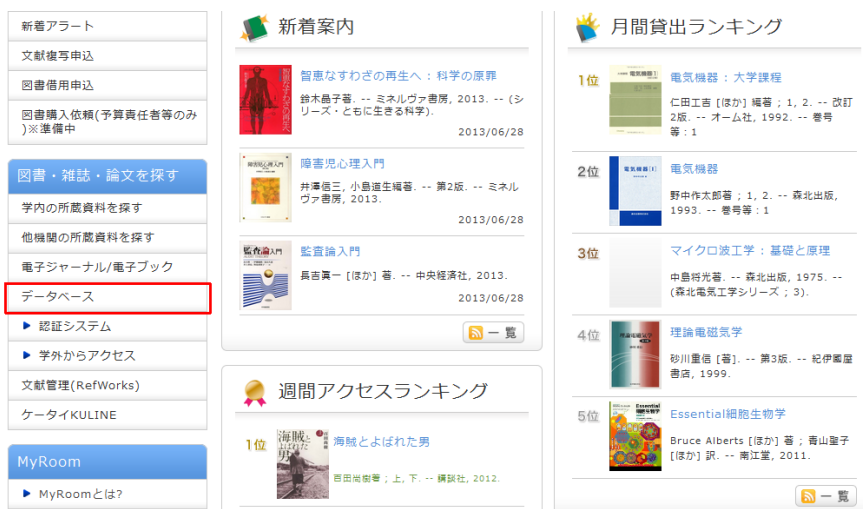 新着アラート
文献複写申込
図書借用申込
図書購入依頼(予算責任者等のみ
)※準備中
図書・雑誌・論文を探す
学内の所蔵資料を探す
他機関の所蔵資料を探す
電子ジャーナル/電子ブック
データベース
認証システム
学外からアクセス
文献管理(RefWorks)
ケータイKULINE
MyRoom
MyRoomとは?
新着案内
智恵なすわざの再生へ : 科学の原罪
鈴木晶子著. -- ミネルヴァ書房, 2013. -- (シ
リーズ・ともに生きる科学).
2013/06/28
障害児心理入門
井澤信三, 小島道生編著. -- 第2版. -- ミネル
ヴァ書房, 2013.
2013/06/28
監査論入門
長吉眞一 [ほか] 著. -- 中央経済社, 2013.
2013/06/28
一 覧
週間アクセスランキング
1位
海賊とよばれた男
百田尚樹著 ; 上, 下. -- 講談社, 2012.
月間貸出ランキング
1位
電気機器 : 大学課程
仁田工吉 [ほか] 編著 ; 1, 2. -- 改訂
2版. -- オーム社, 1992. -- 巻号
等 : 1
2位
電気機器
野中作太郎著 ; 1, 2. -- 森北出版,
1993. -- 巻号等 : 1
3位
マイクロ波工学 : 基礎と原理
中島将光著. -- 森北出版, 1975. --
(森北電気工学シリーズ ; 3).
4位
理論電磁気学
砂川重信 [著]. -- 第3版. -- 紀伊國屋
書店, 1999.
5位
Essential細胞生物学
Bruce Alberts [ほか] 著 ; 青山聖子
[ほか] 訳. -- 南江堂, 2011.
一 覧